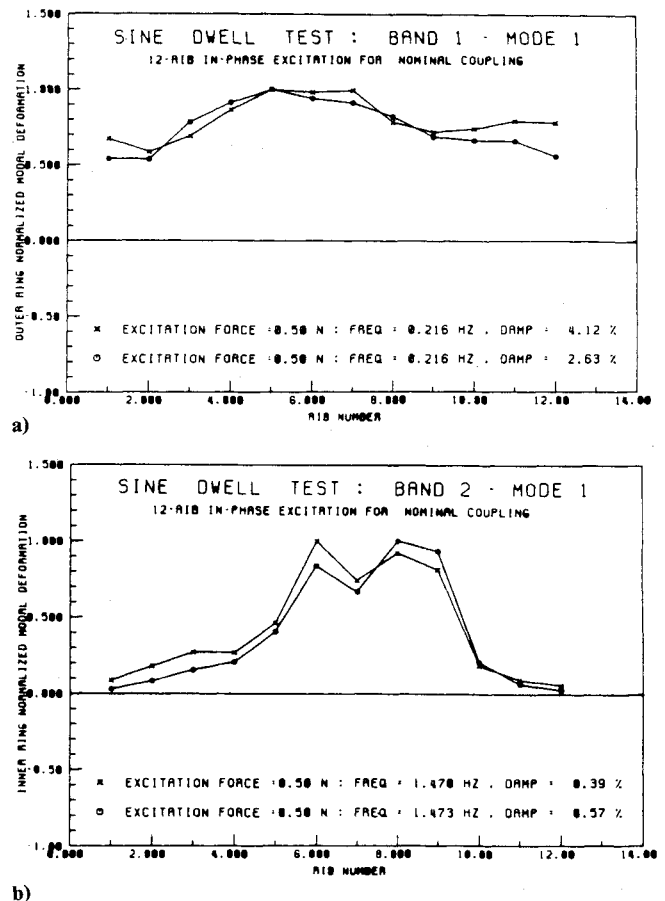 SINE DWELL TEST : BAND 1 - MODE 1
12-RIB IN-PHASE EXCITATION FOR NOMINAL COUPLING
OUTER RING NORMALIZED MODAL DEFORMATION
1.500
1.000
0.500
0.000
-0.50
-1.00
× EXCITATION FORCE =0.50 N : FREQ = 0.216 HZ , DAMP = 4.12 %
o EXCITATION FORCE =0.50 N : FREQ = 0.216 HZ , DAMP = 2.63 %
0.000 2.000 4.000 6.000 8.000 10.00 12.00 14.00
RIB NUMBER
a)
SINE DWELL TEST : BAND 2 - MODE 1
12-RIB IN-PHASE EXCITATION FOR NOMINAL COUPLING
INNER RING NORMALIZED MODAL DEFORMATION
1.500
1.000
0.500
0.000
-0.50
-1.00
× EXCITATION FORCE =0.50 N : FREQ = 1.470 HZ , DAMP = 0.39 %
o EXCITATION FORCE =0.50 N : FREQ = 1.473 HZ , DAMP = 0.57 %
0.000 2.000 4.000 6.000 8.000 10.00 12.00 14.00
RIB NUMBER
b)